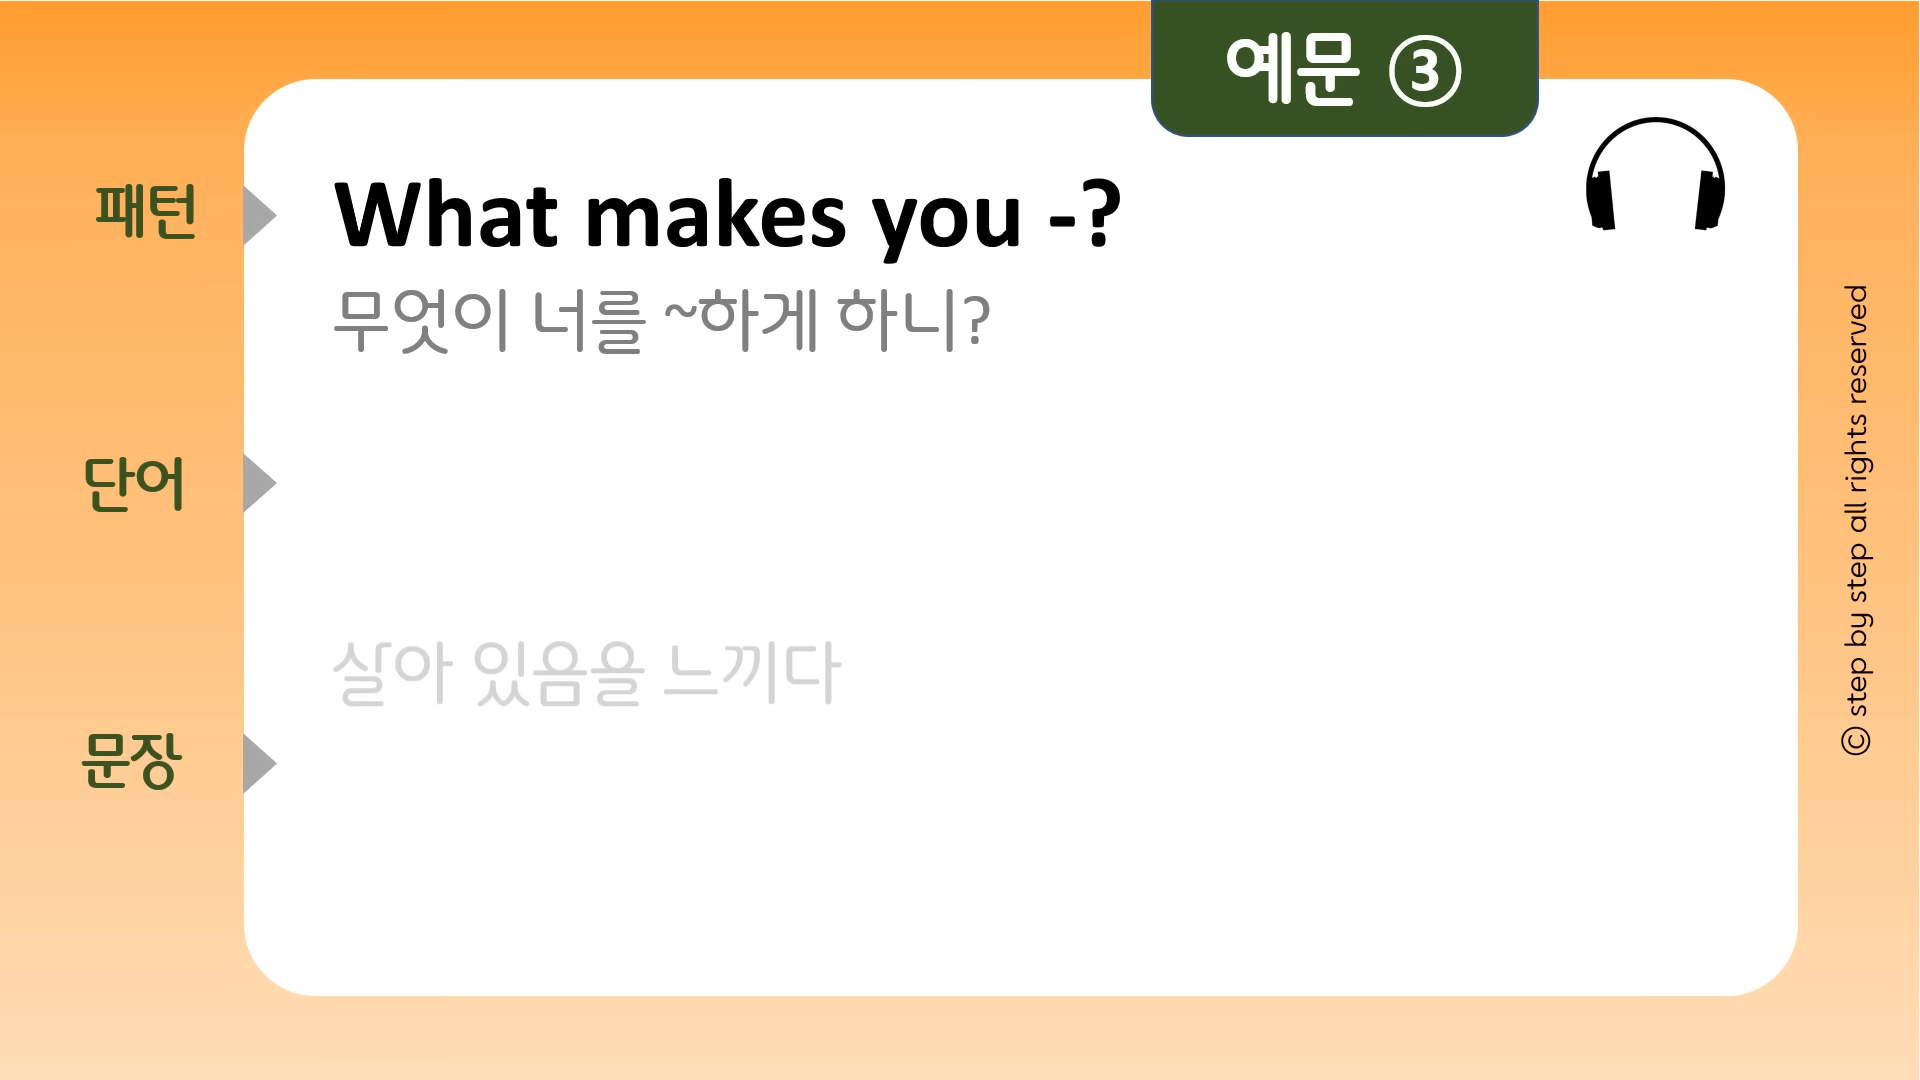 예문 ③
패턴
What makes you -?
무엇이 너를 ~하게 하니?
단어
살아 있음을 느끼다
문장
© step by step all rights reserved